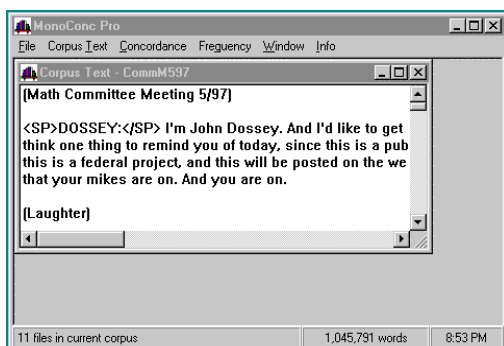 MonoConc Pro
File Corpus Text Concordance Freguency Window Info
Corpus Text - CommM597
(Math Committee Meeting 5/97)
<SP>DOSSEY:</SP> I'm John Dossey. And I'd like to get
think one thing to remind you of today, since this is a pub
this is a federal project, and this will be posted on the we
that your mikes are on. And you are on.
(Laughter)
11 files in current corpus 1,045,791 words 8:53 PM